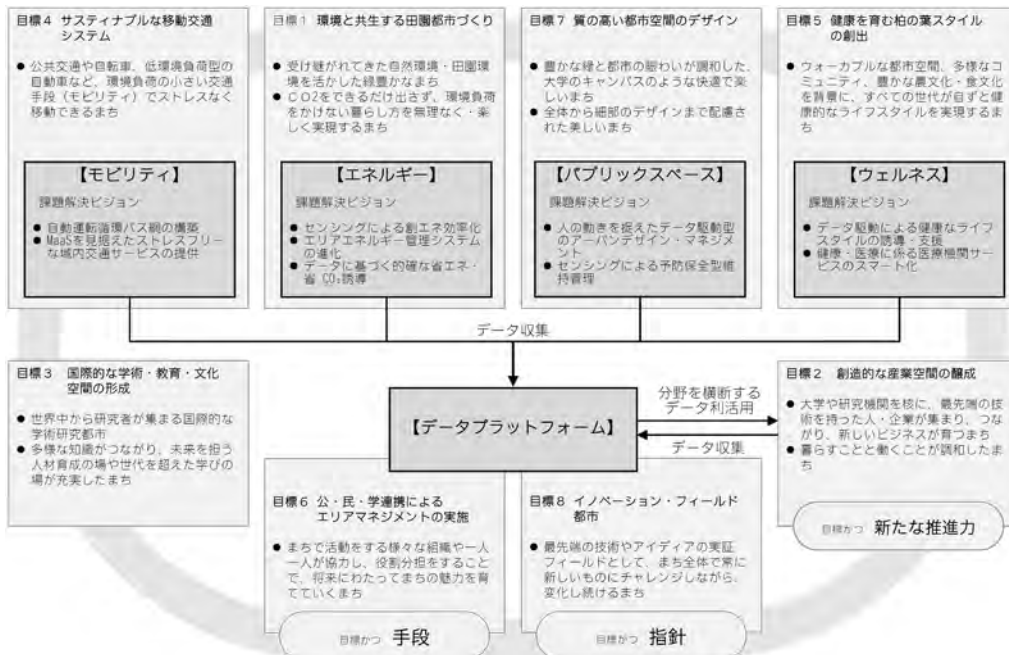 目標4 サスティナブルな移動交通
システム
● 公共交通や自転車、低環境負荷型の
自動車など、環境負荷の小さい交通
手段(モビリティ)でストレスなく
移動できるまち
【モビリティ】
課題解決ビジョン
● 自動運転循環バス網の構築
● MaaSを見据えたストレスフリー
な域内交通サービスの提供
目標1 環境と共生する田園都市づくり
● 受け継がれてきた自然環境・田園環
境を活かした緑豊かなまち
● CO2をできるだけ出さず、環境負荷
をかけない暮らし方を無理なく・楽
しく実現するまち
【エネルギー】
課題解決ビジョン
● センシングによる創エネ効率化
● エリアエネルギー管理システム
の進化
● データに基づく的確な省エネ・
省CO₂誘導
目標7 質の高い都市空間のデザイン
● 豊かな緑と都市の賑わいが調和した、
大学のキャンパスのような快適で楽
しいまち
● 全体から細部のデザインまで配慮さ
れた美しいまち
【パブリックスペース】
課題解決ビジョン
● 人の動きを捉えたデータ駆動型
のアーバンデザイン・マネジ
メント
● センシングによる予防保全型維
持管理
目標5 健康を育む柏の葉スタイル
の創出
● ウォーカブルな都市空間、多様なコ
ミュニティ、豊かな農文化・食文化
を背景に、すべての世代が自ずと健
康的なライフスタイルを実現するま
ち
【ウェルネス】
課題解決ビジョン
● データ駆動による健康なライフ
スタイルの誘導・支援
● 健康・医療に係る医療機関サー
ビスのスマート化
データ収集
目標3 国際的な学術・教育・文化
空間の形成
● 世界中から研究者が集まる国際的な
学術研究都市
● 多様な知識がつながり、未来を担う
人材育成の場や世代を超えた学びの
場が充実したまち
【データプラットフォーム】
分野を横断する
データ利活用
データ収集
目標2 創造的な産業空間の醸成
● 大学や研究機関を核に、最先端の技
術を持った人・企業が集まり、つな
がり、新しいビジネスが育つまち
● 暮らすことと働くことが調和したま
ち
目標かつ 新たな推進力
目標6 公・民・学連携による
エリアマネジメントの実施
● まちで活動をする様々な組織や一人
一人が協力し、役割分担をすること
で、将来にわたってまちの魅力を育
てていくまち
目標かつ 手段
目標8 イノベーション・フィールド
都市
● 最先端の技術やアイディアの実証
フィールドとして、まち全体で常に
新しいものにチャレンジしながら、
変化し続けるまち
目標かつ 指針